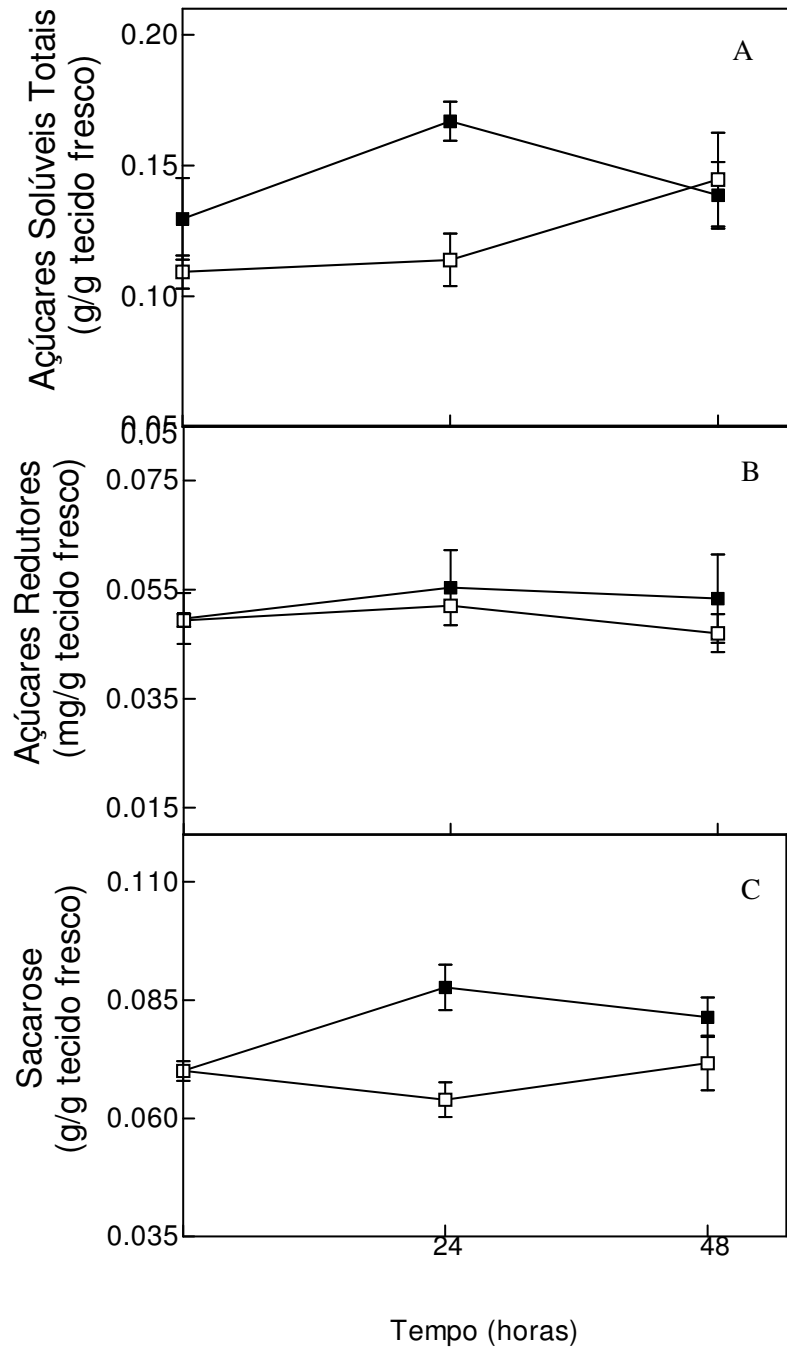 Açúcares Solúveis Totais
(g/g tecido fresco)
0.20
0.15
0.10
0.05
A
Açúcares Redutores
(mg/g tecido fresco)
0,05
0.075
0.055
0.035
0.015
B
Sacarose
(g/g tecido fresco)
0.110
0.085
0.060
0.035
C
24
48
Tempo (horas)